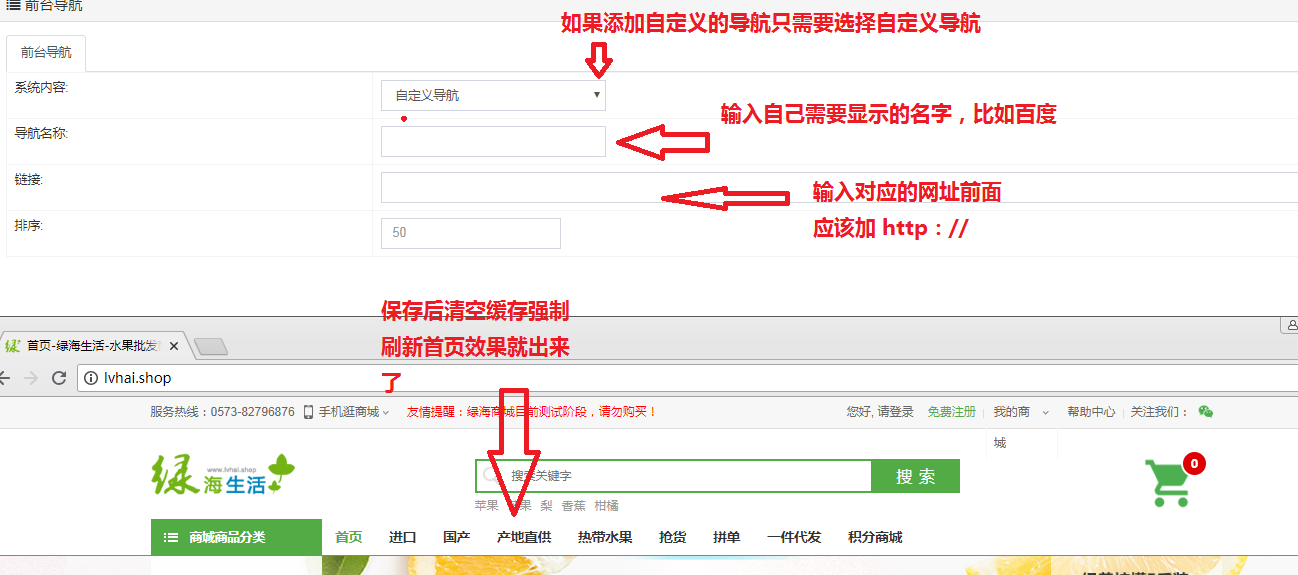 前台导航
如果添加自定义的导航只需要选择自定义导航
前台导航
系统内容:
自定义导航
导航名称:
输入自己需要显示的名字，比如百度
链接:
输入对应的网址前面
应该加 http：//
排序:
50
保存后清空缓存强制
刷新首页效果就出来
了
首页-绿海生活-水果批发
lvhai.shop
服务热线：0573-82796876 手机逛商城 友情提醒：绿海商城目前测试阶段，请勿购买！ 您好, 请登录 免费注册 我的商 帮助中心 关注我们：
城
www.lvhai.shop
绿海生活
搜索关键字
搜 索
0
苹果 果 梨 香蕉 柑橘
商城商品分类 首页 进口 国产 产地直供 热带水果 抢货 拼单 一件代发 积分商城